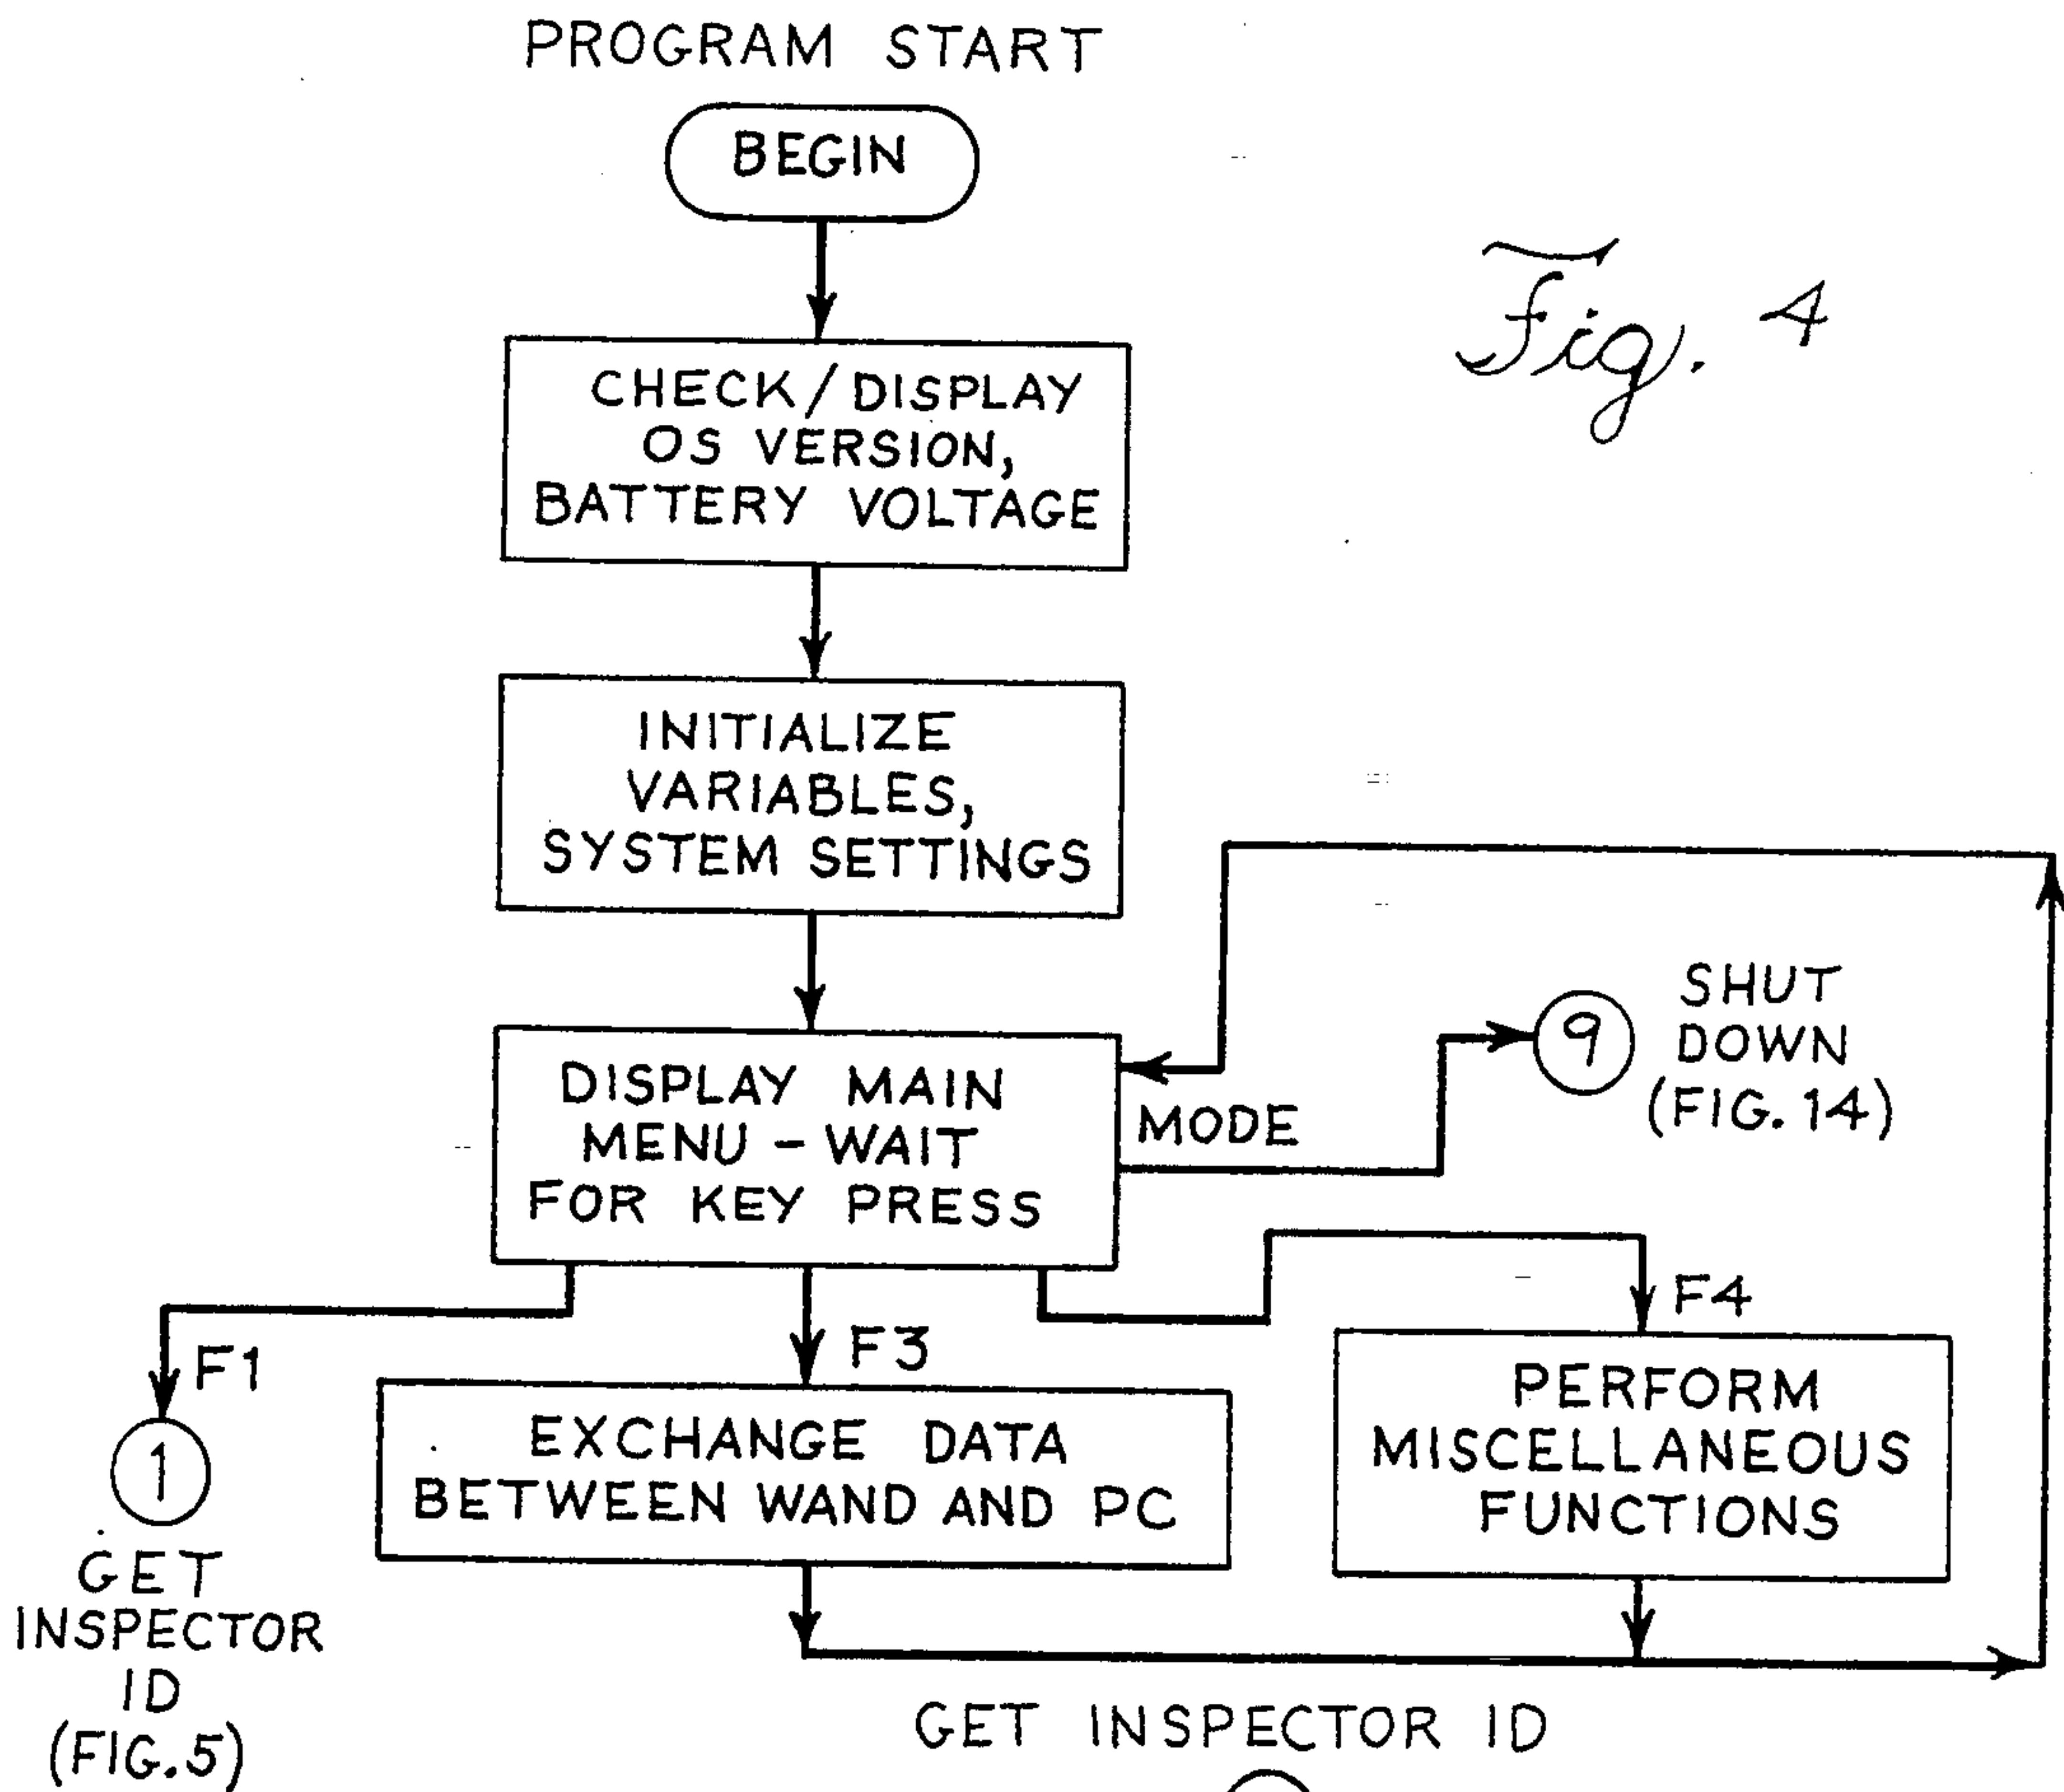 PROGRAM START
BEGIN
Fig. 4
CHECK/DISPLAY
OS VERSION,
BATTERY VOLTAGE
INITIALIZE
VARIABLES,
SYSTEM SETTINGS
DISPLAY MAIN
MENU - WAIT
FOR KEY PRESS
MODE
9
SHUT
DOWN
(FIG. 14)
F1
F3
F4
1
GET
INSPECTOR
ID
(FIG. 5)
EXCHANGE DATA
BETWEEN WAND AND PC
PERFORM
MISCELLANEOUS
FUNCTIONS
GET INSPECTOR ID